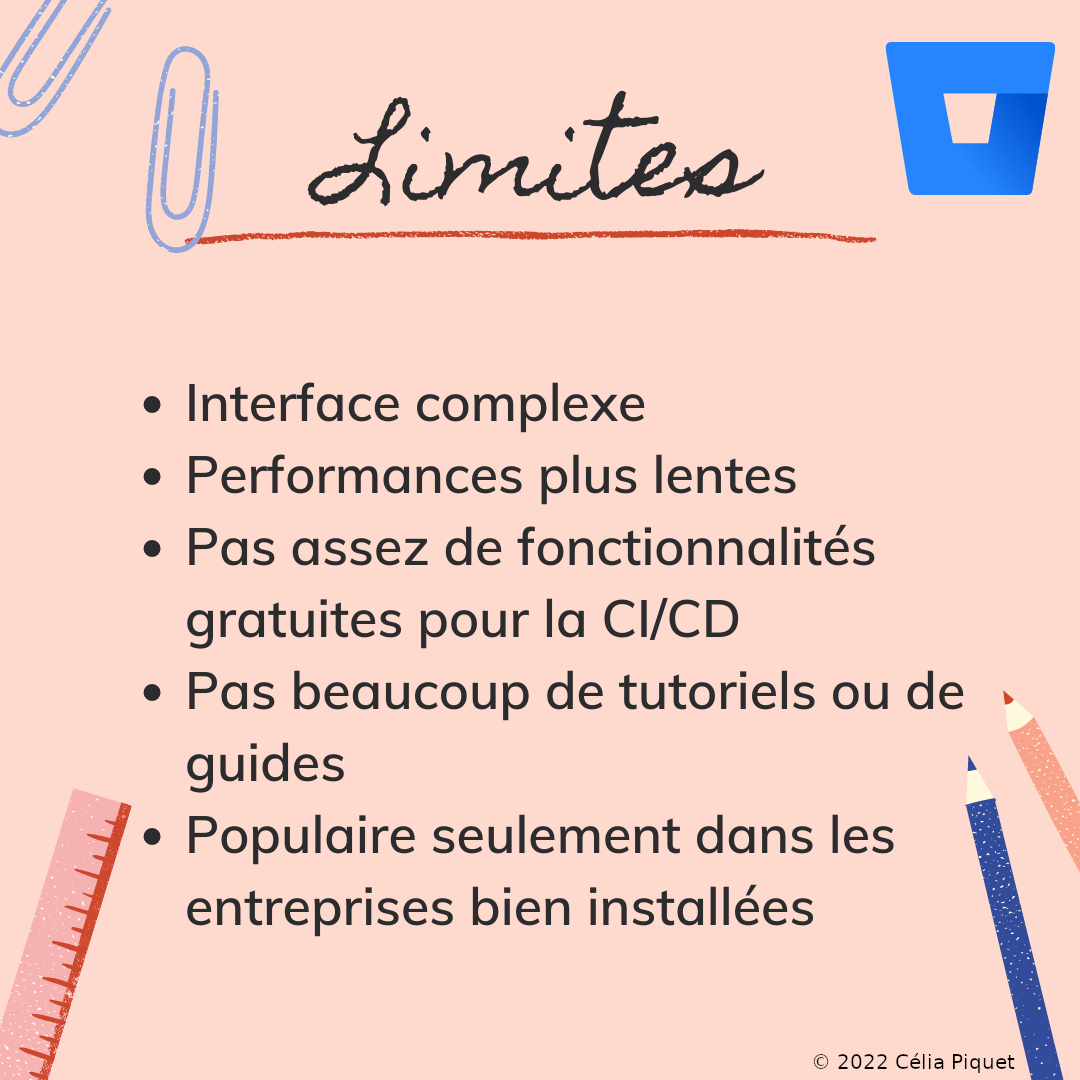 Limites
• Interface complexe
• Performances plus lentes
• Pas assez de fonctionnalités
gratuites pour la CI/CD
• Pas beaucoup de tutoriels ou de
guides
• Populaire seulement dans les
entreprises bien installées
© 2022 Célia Piquet